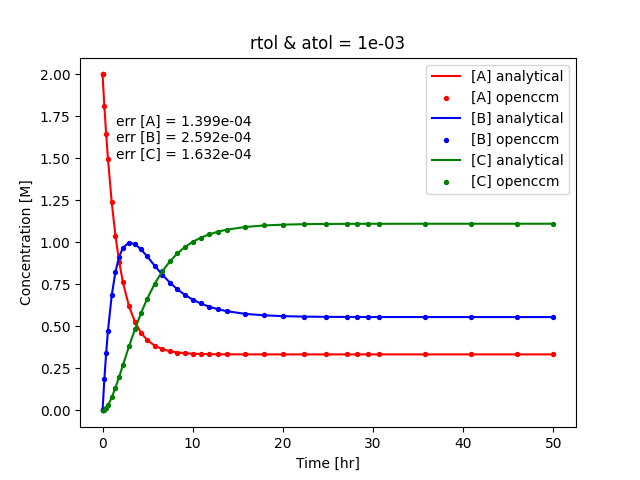 rtol & atol = 1e-03
[A] analytical
[A] openccm
[B] analytical
[B] openccm
[C] analytical
[C] openccm
err [A] = 1.399e-04
err [B] = 2.592e-04
err [C] = 1.632e-04
Concentration [M]
2.00
1.75
1.50
1.25
1.00
0.75
0.50
0.25
0.00
0 10 20 30 40 50
Time [hr]